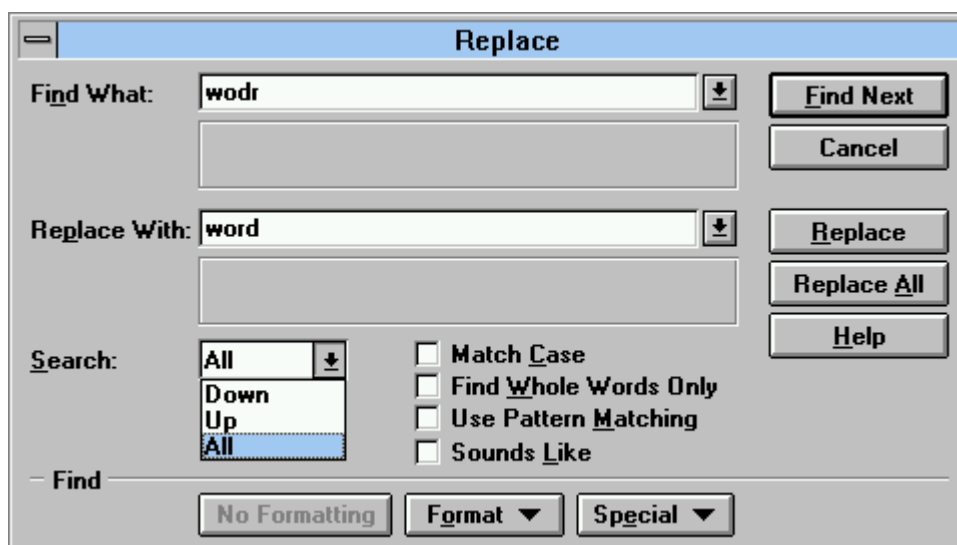 Replace
Find What: wodr
Find Next
Cancel
Replace With: word
Replace
Replace All
Help
Search: All
Down
Up
All
Match Case
Find Whole Words Only
Use Pattern Matching
Sounds Like
Find
No Formatting Format Special